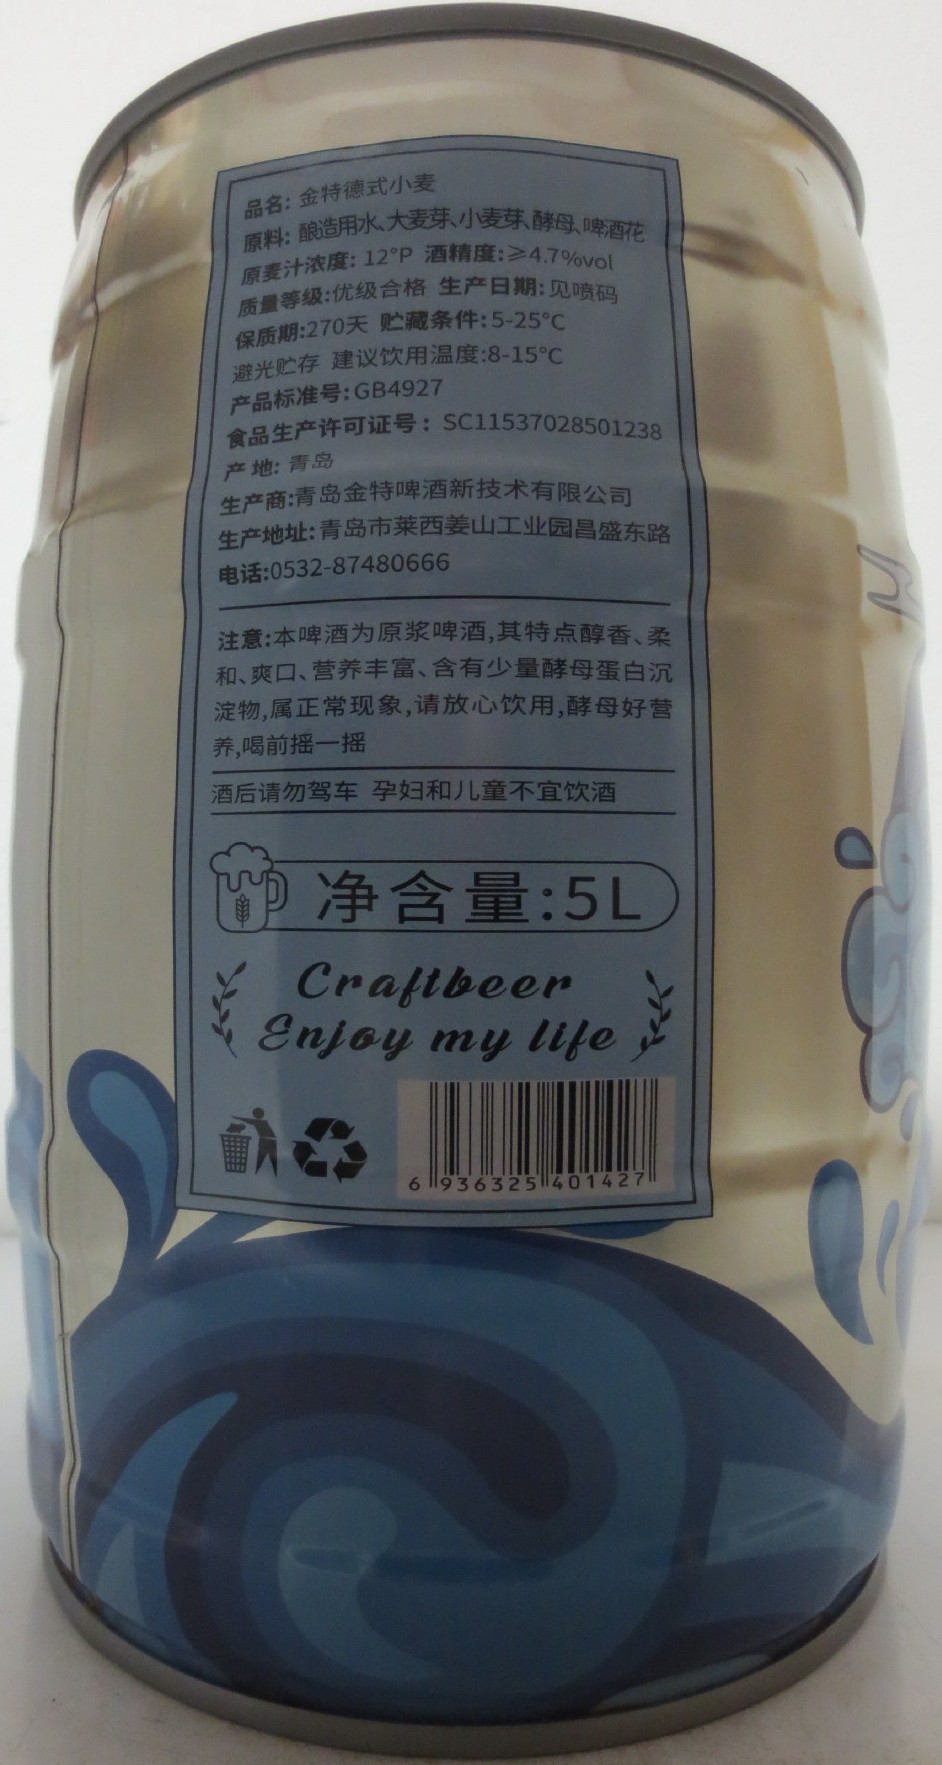 品名: 金特德式小麦
原料: 酿造用水、大麦芽、小麦芽、酵母、啤酒花
原麦汁浓度: 12°P 酒精度:≥4.7%vol
质量等级:优级合格 生产日期:见喷码
保质期:270天 贮藏条件:5-25℃
避光贮存 建议饮用温度:8-15℃
产品标准号:GB4927
食品生产许可证号: SC11537028501238
产地: 青岛
生产商:青岛金特啤酒新技术有限公司
生产地址:青岛市莱西姜山工业园昌盛东路
电话:0532-87480666
注意:本啤酒为原浆啤酒,其特点醇香、柔
和、爽口、营养丰富、含有少量酵母蛋白沉
淀物,属正常现象,请放心饮用,酵母好营
养,喝前摇一摇
酒后请勿驾车 孕妇和儿童不宜饮酒
净含量:5L
Craftbeer
Enjoy my life
6 936325 401427